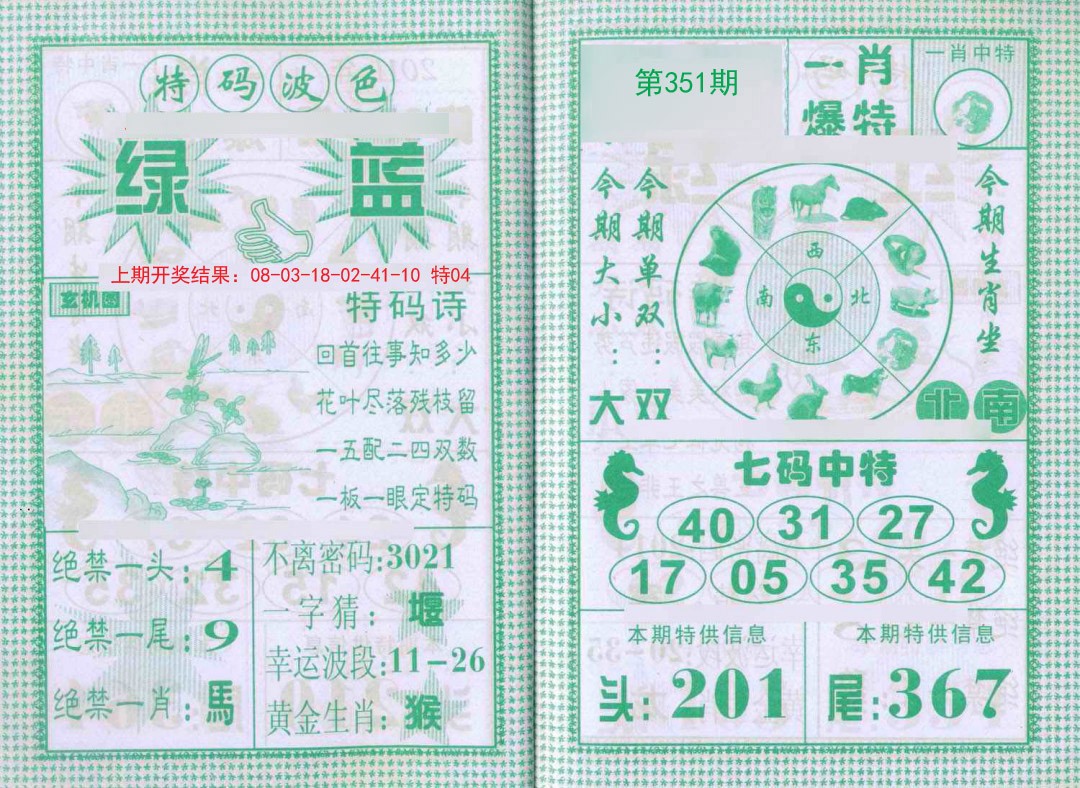 特码波色
绿 蓝
上期开奖结果：08-03-18-02-41-10 特04
玄机图
特码诗
回首往事知多少
花叶尽落残枝留
一五配二四双数
一板一眼定特码
绝禁一头：4
绝禁一尾：9
绝禁一肖：馬
不离密码：3021
一字猜：堰
幸运波段：11-26
黄金生肖：猴
第351期
一肖
爆特
一肖中特
今期大小：大
今期单双：双
西
南 北
东
今期生肖坐
北 南
七码中特
40 31 27
17 05 35 42
本期特供信息
头：201
本期特供信息
尾：367